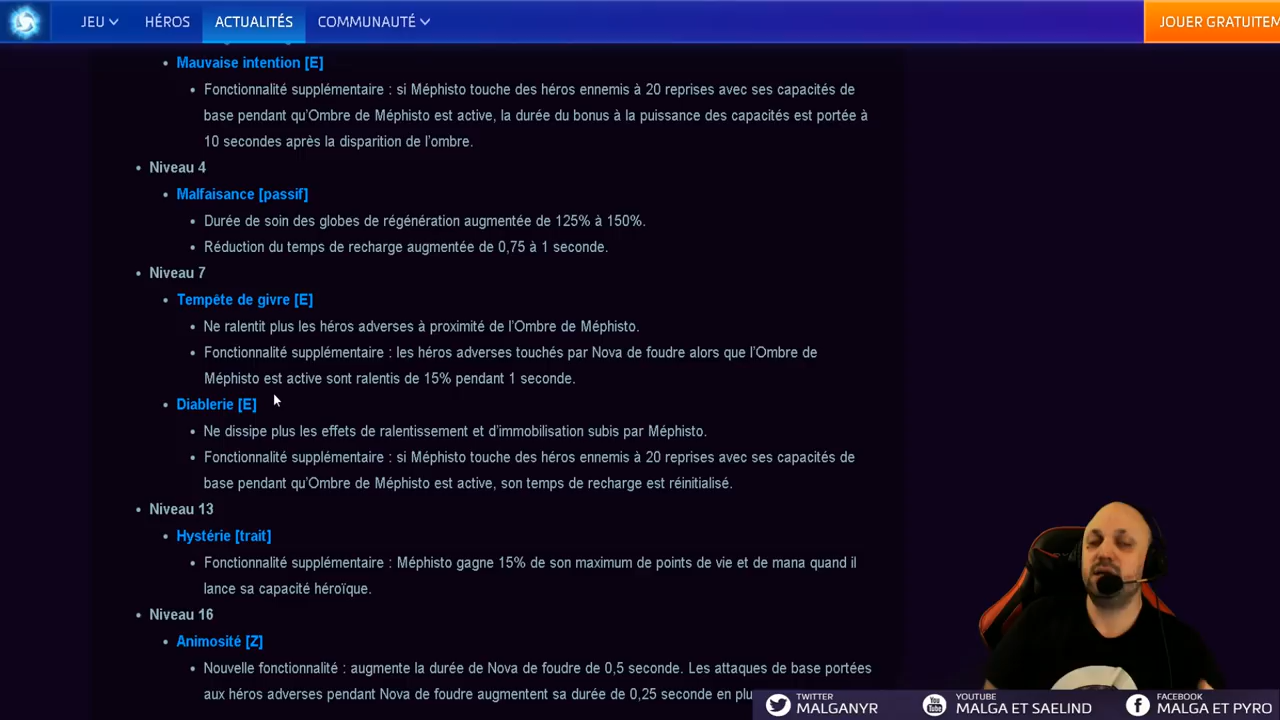 JEU
HÉROS
ACTUALITÉS
COMMUNAUTÉ
JOUER GRATUITEM
Mauvaise intention [E]
Fonctionnalité supplémentaire : si Méphisto touche des héros ennemis à 20 reprises avec ses capacités de
base pendant qu’Ombre de Méphisto est active, la durée du bonus à la puissance des capacités est portée à
10 secondes après la disparition de l’ombre.
Niveau 4
Malfaisance [passif]
Durée de soin des globes de régénération augmentée de 125% à 150%.
Réduction du temps de recharge augmentée de 0,75 à 1 seconde.
Niveau 7
Tempête de givre [E]
Ne ralentit plus les héros adverses à proximité de l’Ombre de Méphisto.
Fonctionnalité supplémentaire : les héros adverses touchés par Nova de foudre alors que l’Ombre de
Méphisto est active sont ralentis de 15% pendant 1 seconde.
Diablerie [E]
Ne dissipe plus les effets de ralentissement et d’immobilisation subis par Méphisto.
Fonctionnalité supplémentaire : si Méphisto touche des héros ennemis à 20 reprises avec ses capacités de
base pendant qu’Ombre de Méphisto est active, son temps de recharge est réinitialisé.
Niveau 13
Hystérie [trait]
Fonctionnalité supplémentaire : Méphisto gagne 15% de son maximum de points de vie et de mana quand il
lance sa capacité héroïque.
Niveau 16
Animosité [Z]
Nouvelle fonctionnalité : augmente la durée de Nova de foudre de 0,5 seconde. Les attaques de base portées
aux héros adverses pendant Nova de foudre augmentent sa durée de 0,25 seconde en plu
TWITTER
MALGANYR
YOUTUBE
MALGA ET SAELIND
FACEBOOK
MALGA ET PYRO